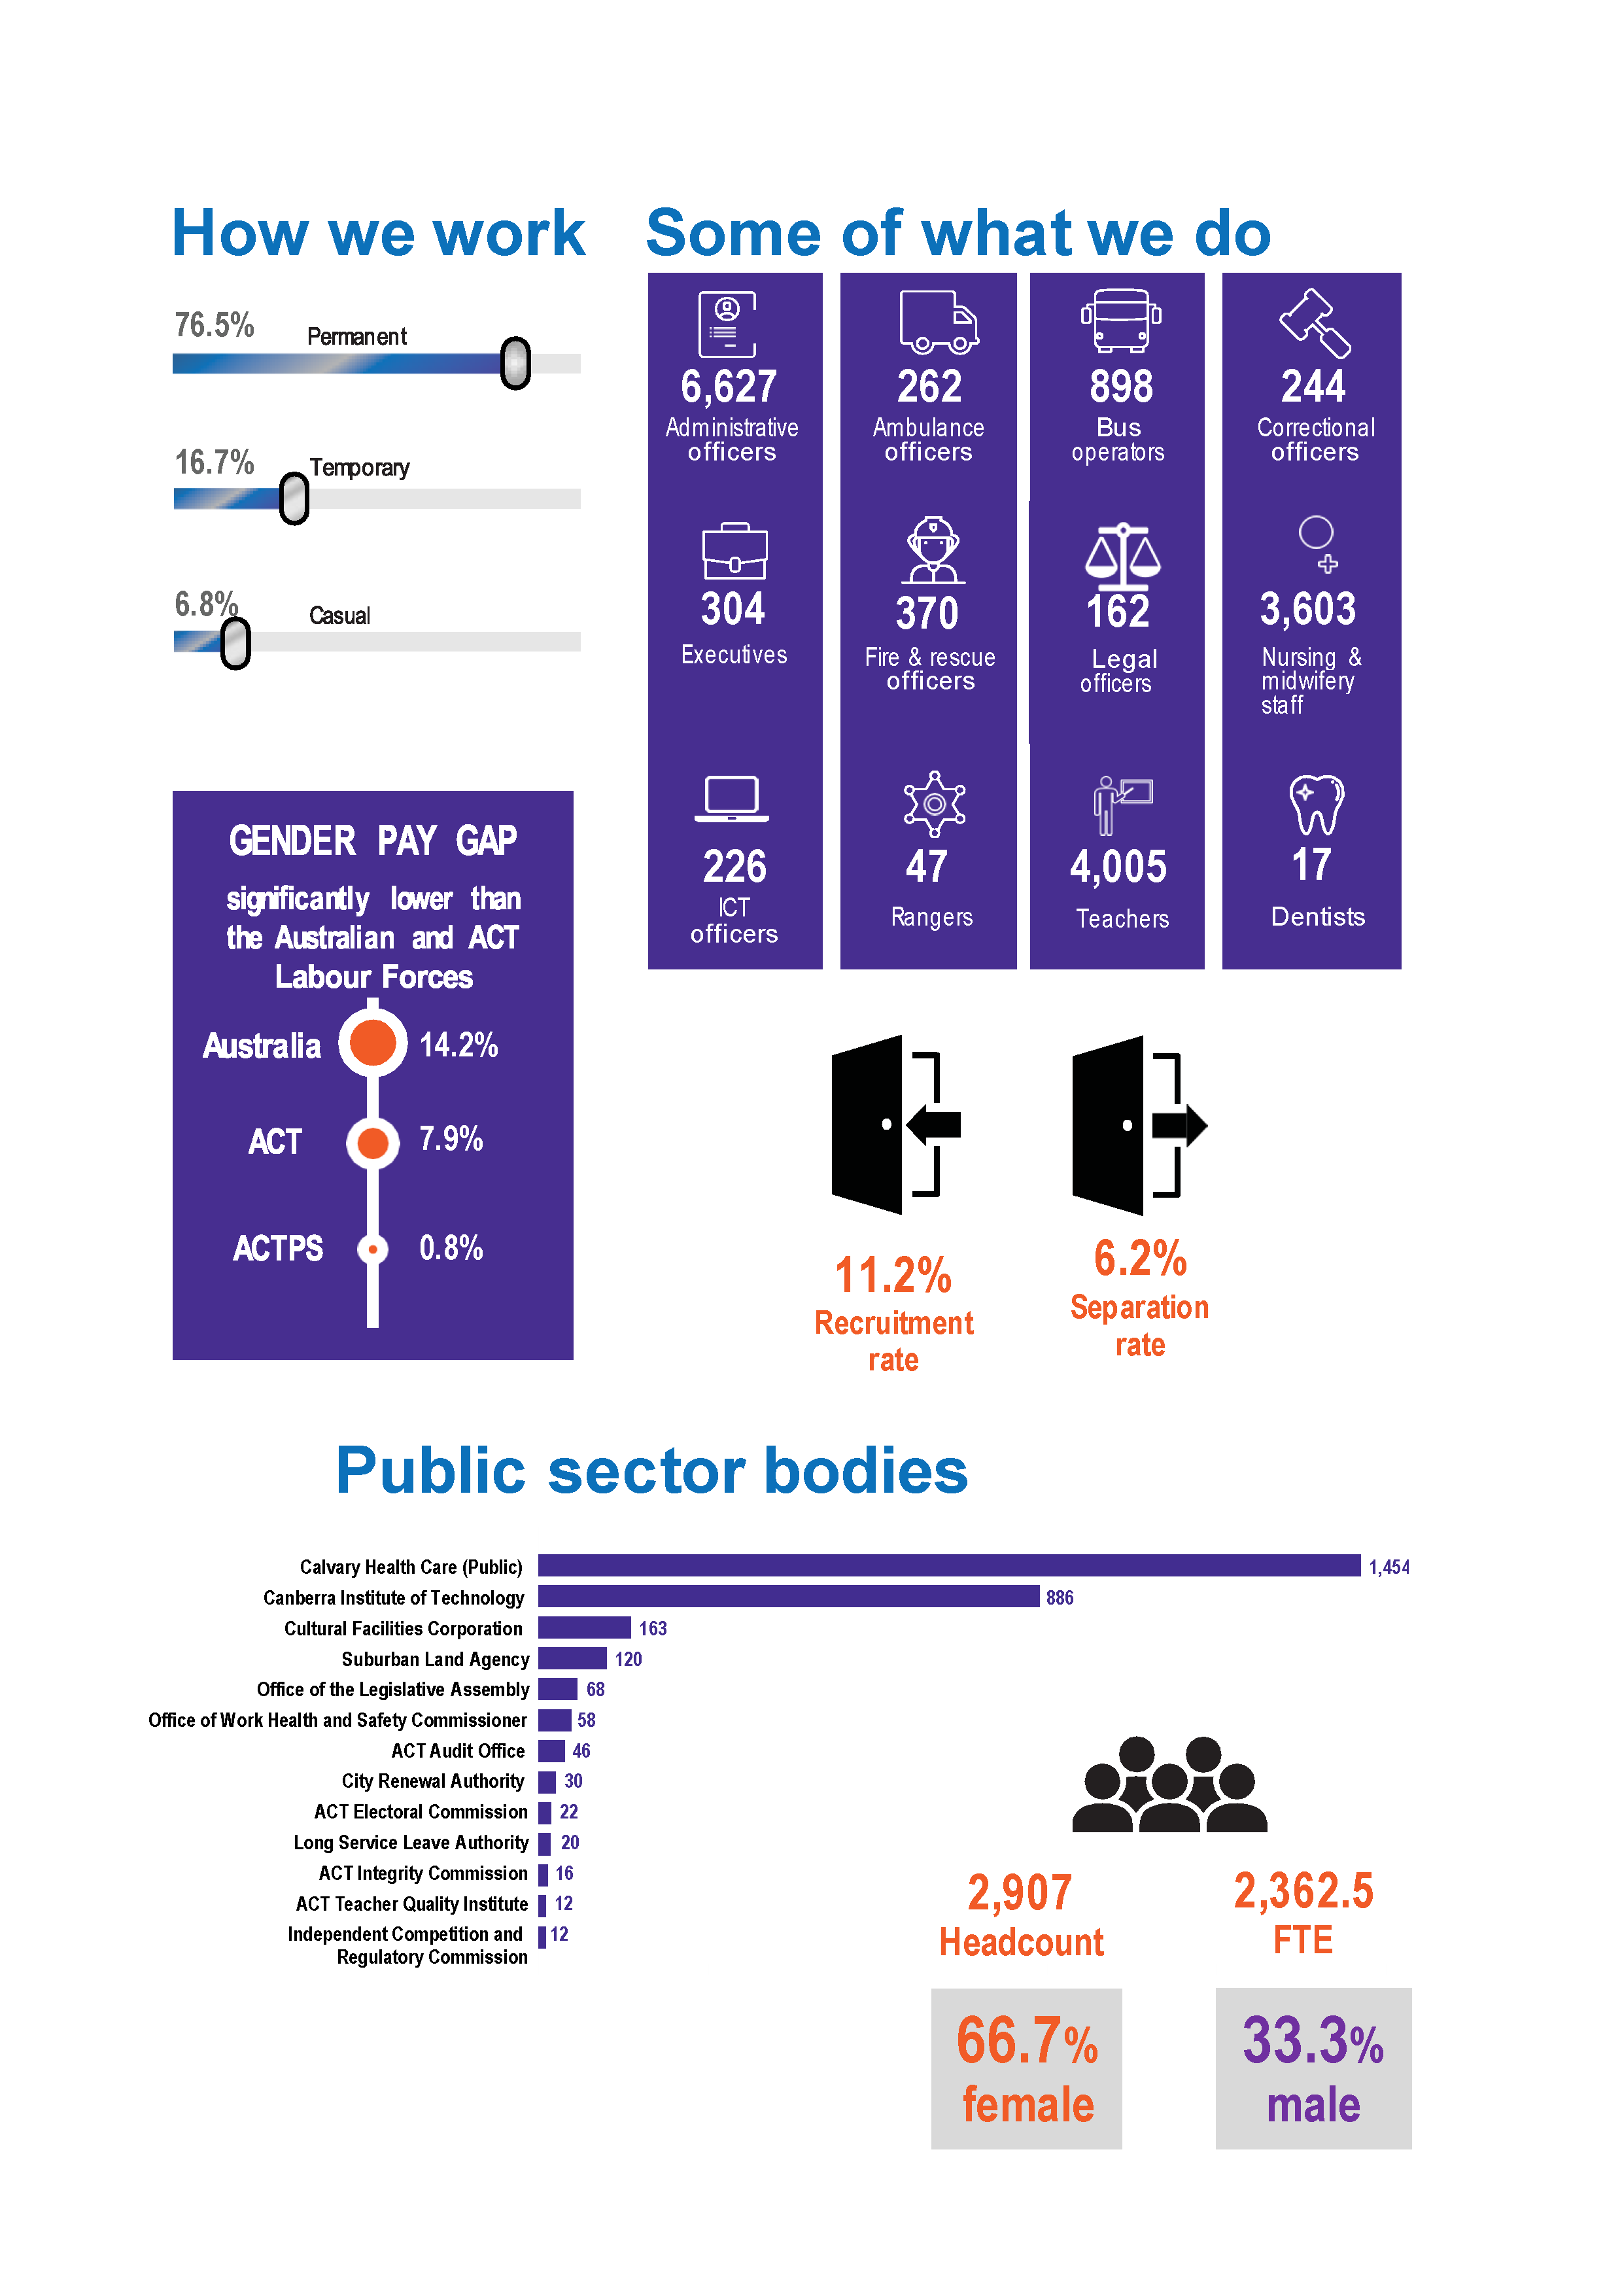 How we work
76.5%
Permanent
16.7%
Temporary
6.8%
Casual
Some of what we do
6,627
Administrative
officers
262
Ambulance
officers
898
Bus
operators
244
Correctional
officers
304
Executives
370
Fire & rescue
officers
162
Legal
officers
3,603
Nursing &
midwifery
staff
226
ICT
officers
47
Rangers
4,005
Teachers
17
Dentists
GENDER PAY GAP
significantly lower than
the Australian and ACT
Labour Forces
Australia 14.2%
ACT 7.9%
ACTPS 0.8%
11.2%
Recruitment
rate
6.2%
Separation
rate
Public sector bodies
Calvary Health Care (Public) 1,454
Canberra Institute of Technology 886
Cultural Facilities Corporation 163
Suburban Land Agency 120
Office of the Legislative Assembly 68
Office of Work Health and Safety Commissioner 58
ACT Audit Office 46
City Renewal Authority 30
ACT Electoral Commission 22
Long Service Leave Authority 20
ACT Integrity Commission 16
ACT Teacher Quality Institute 12
Independent Competition and 12
Regulatory Commission
2,907
Headcount
2,362.5
FTE
66.7%
female
33.3%
male